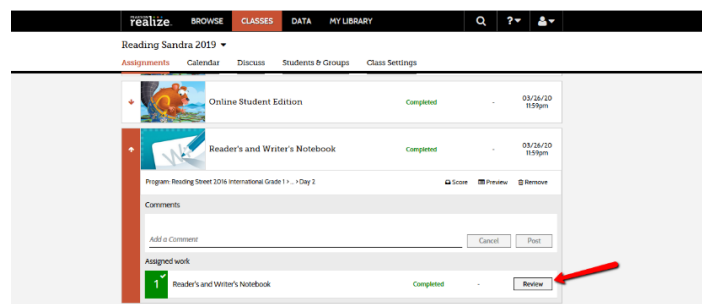 PEARSON
realize.
BROWSE CLASSES DATA MY LIBRARY ?
Reading Sandra 2019
Assignments Calendar Discuss Students & Groups Class Settings
Online Student Edition Completed - 03/26/20
11:59pm
W
Reader's and Writer's Notebook Completed - 03/26/20
11:59pm
Program: Reading Street 2016 International Grade 1 > ... > Day 2 Score Preview Remove
Comments
Add a Comment Cancel Post
Assigned work
1 Reader's and Writer's Notebook Completed - Review